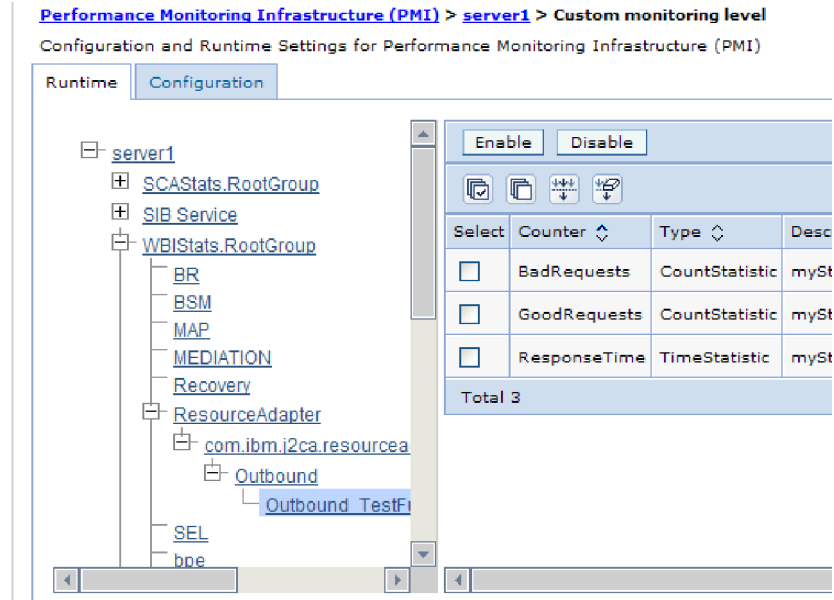 Performance Monitoring Infrastructure (PMI) > server1 > Custom monitoring level
Configuration and Runtime Settings for Performance Monitoring Infrastructure (PMI)
Runtime Configuration
server1
SCAStats.RootGroup
SIB Service
WBIStats.RootGroup
BR
BSM
MAP
MEDIATION
Recovery
ResourceAdapter
com.ibm.j2ca.resourcea
Outbound
Outbound_TestF
SEL
bpe
Enable Disable
Select Counter Type Desc
BadRequests CountStatistic mySt
GoodRequests CountStatistic mySt
ResponseTime TimeStatistic mySt
Total 3